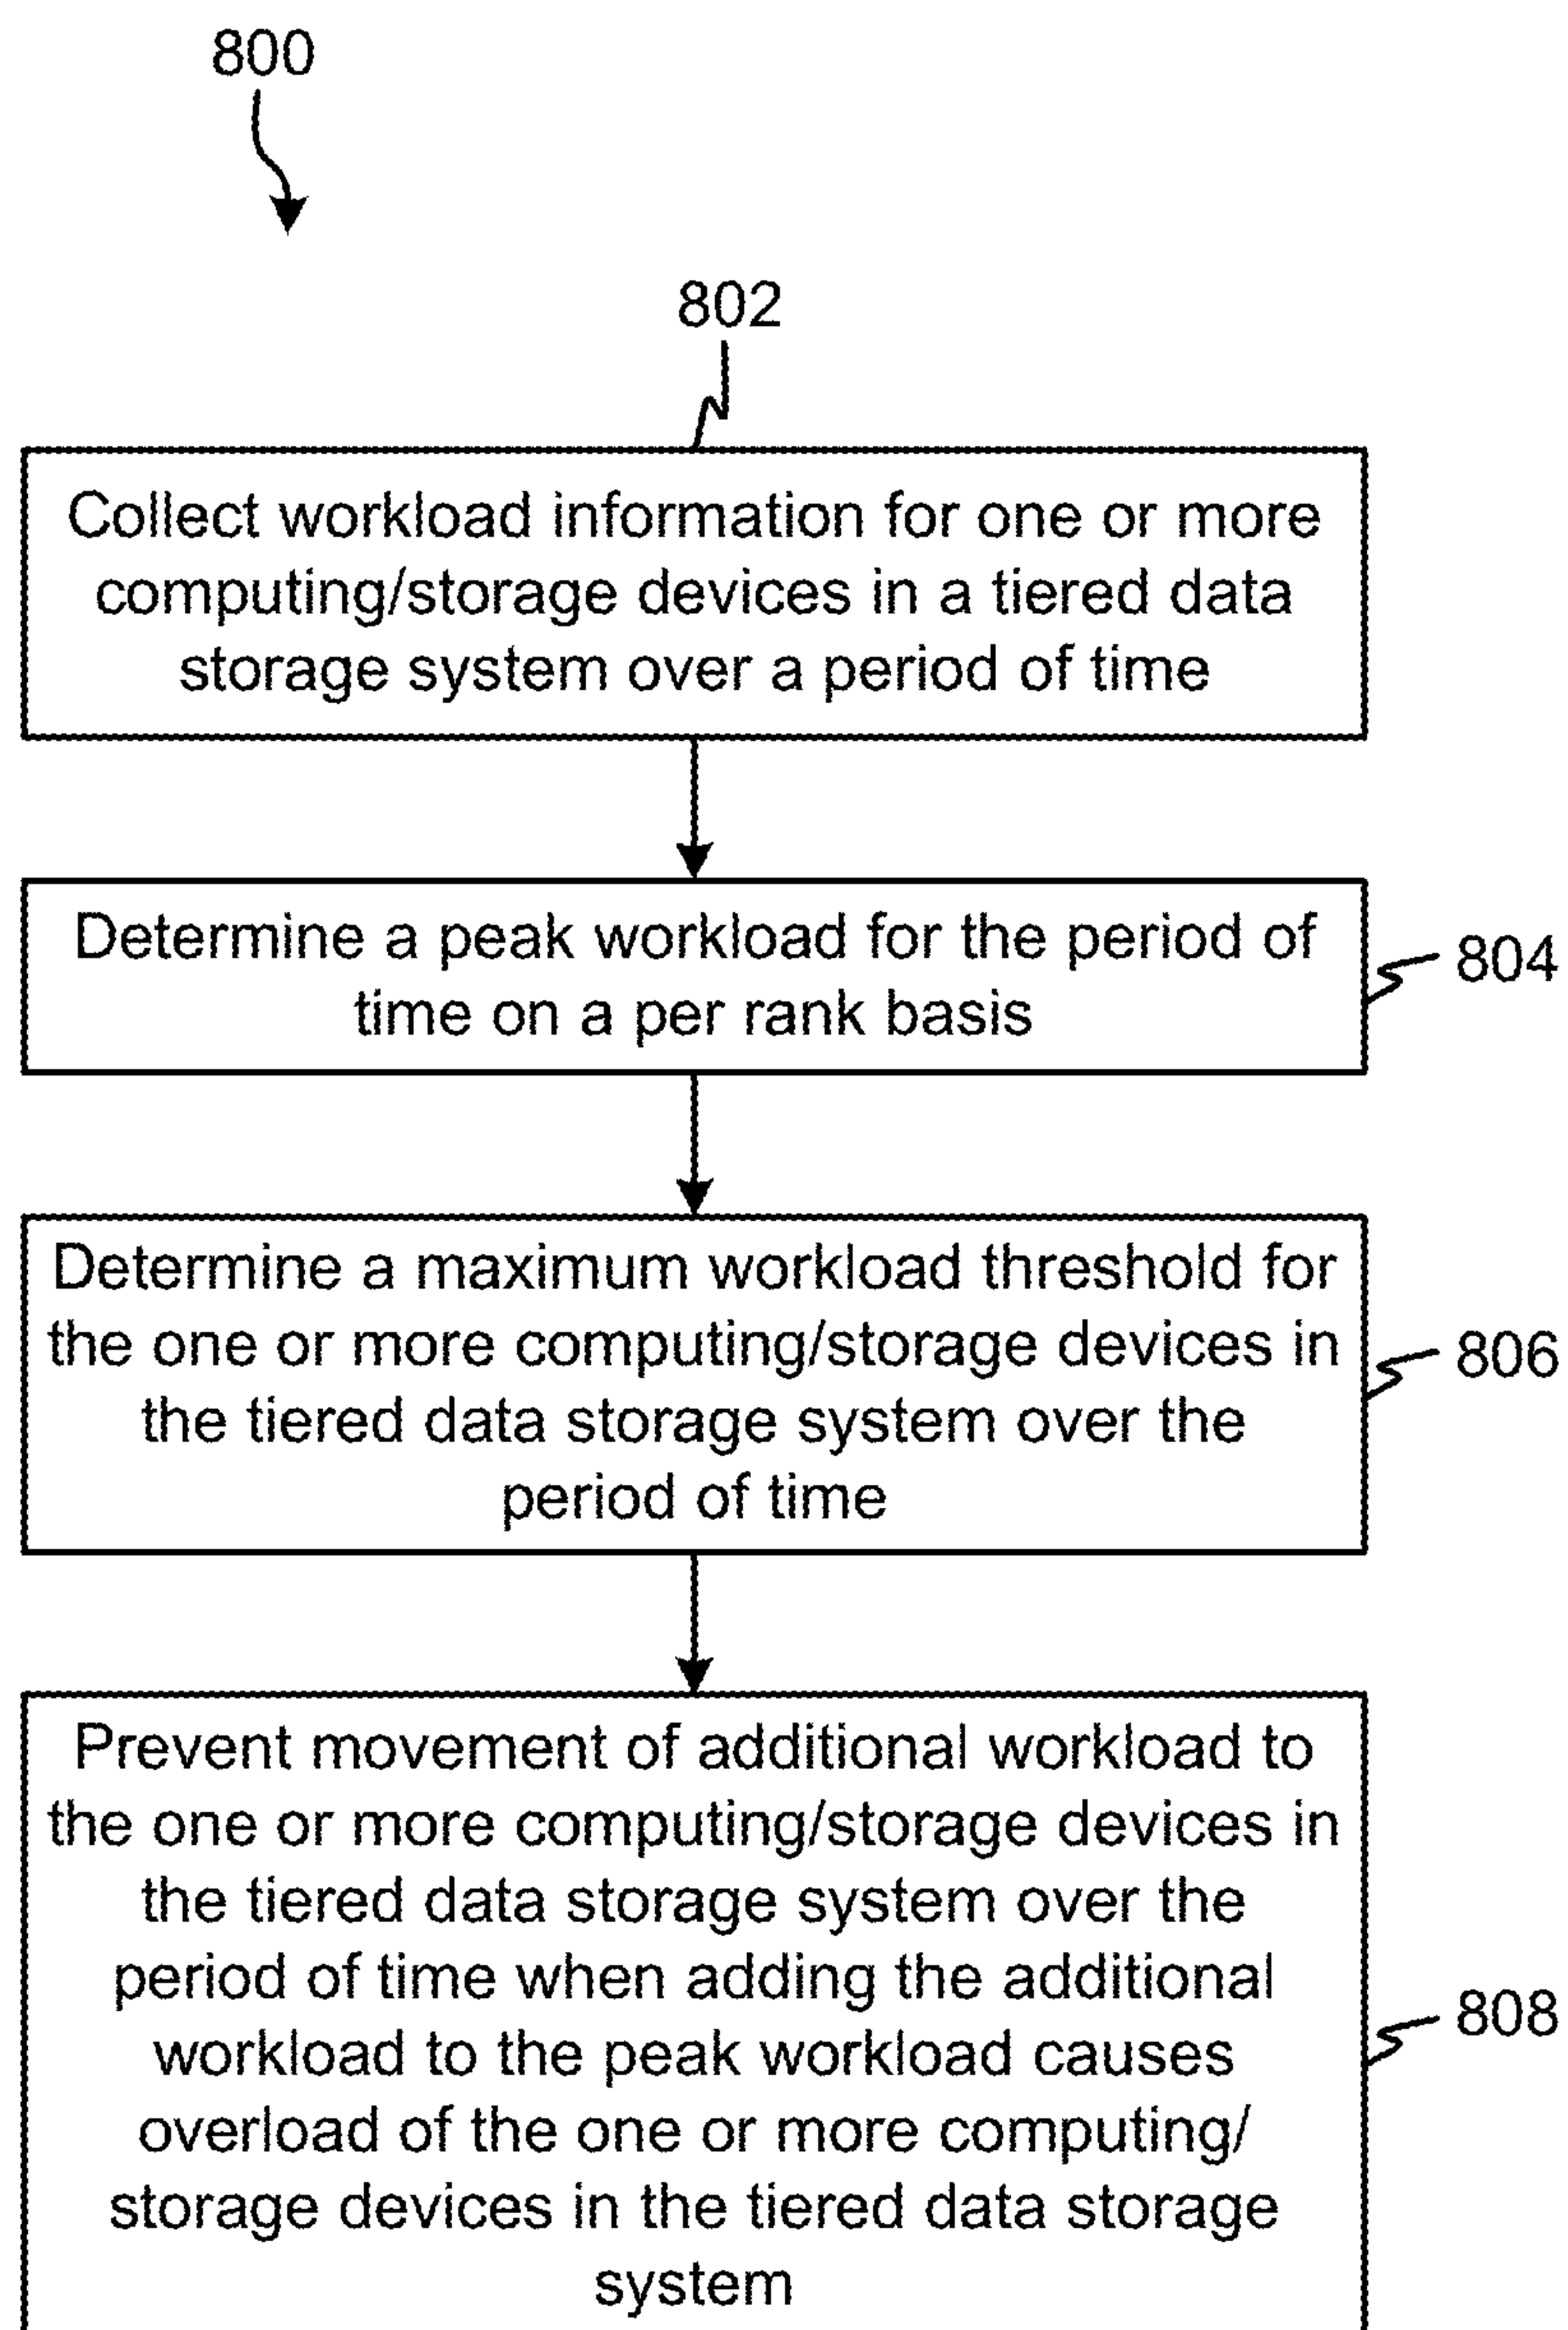 800
802
Collect workload information for one or more
computing/storage devices in a tiered data
storage system over a period of time
Determine a peak workload for the period of
time on a per rank basis
804
Determine a maximum workload threshold for
the one or more computing/storage devices in
the tiered data storage system over the
period of time
806
Prevent movement of additional workload to
the one or more computing/storage devices in
the tiered data storage system over the
period of time when adding the additional
workload to the peak workload causes
overload of the one or more computing/
storage devices in the tiered data storage
system
808